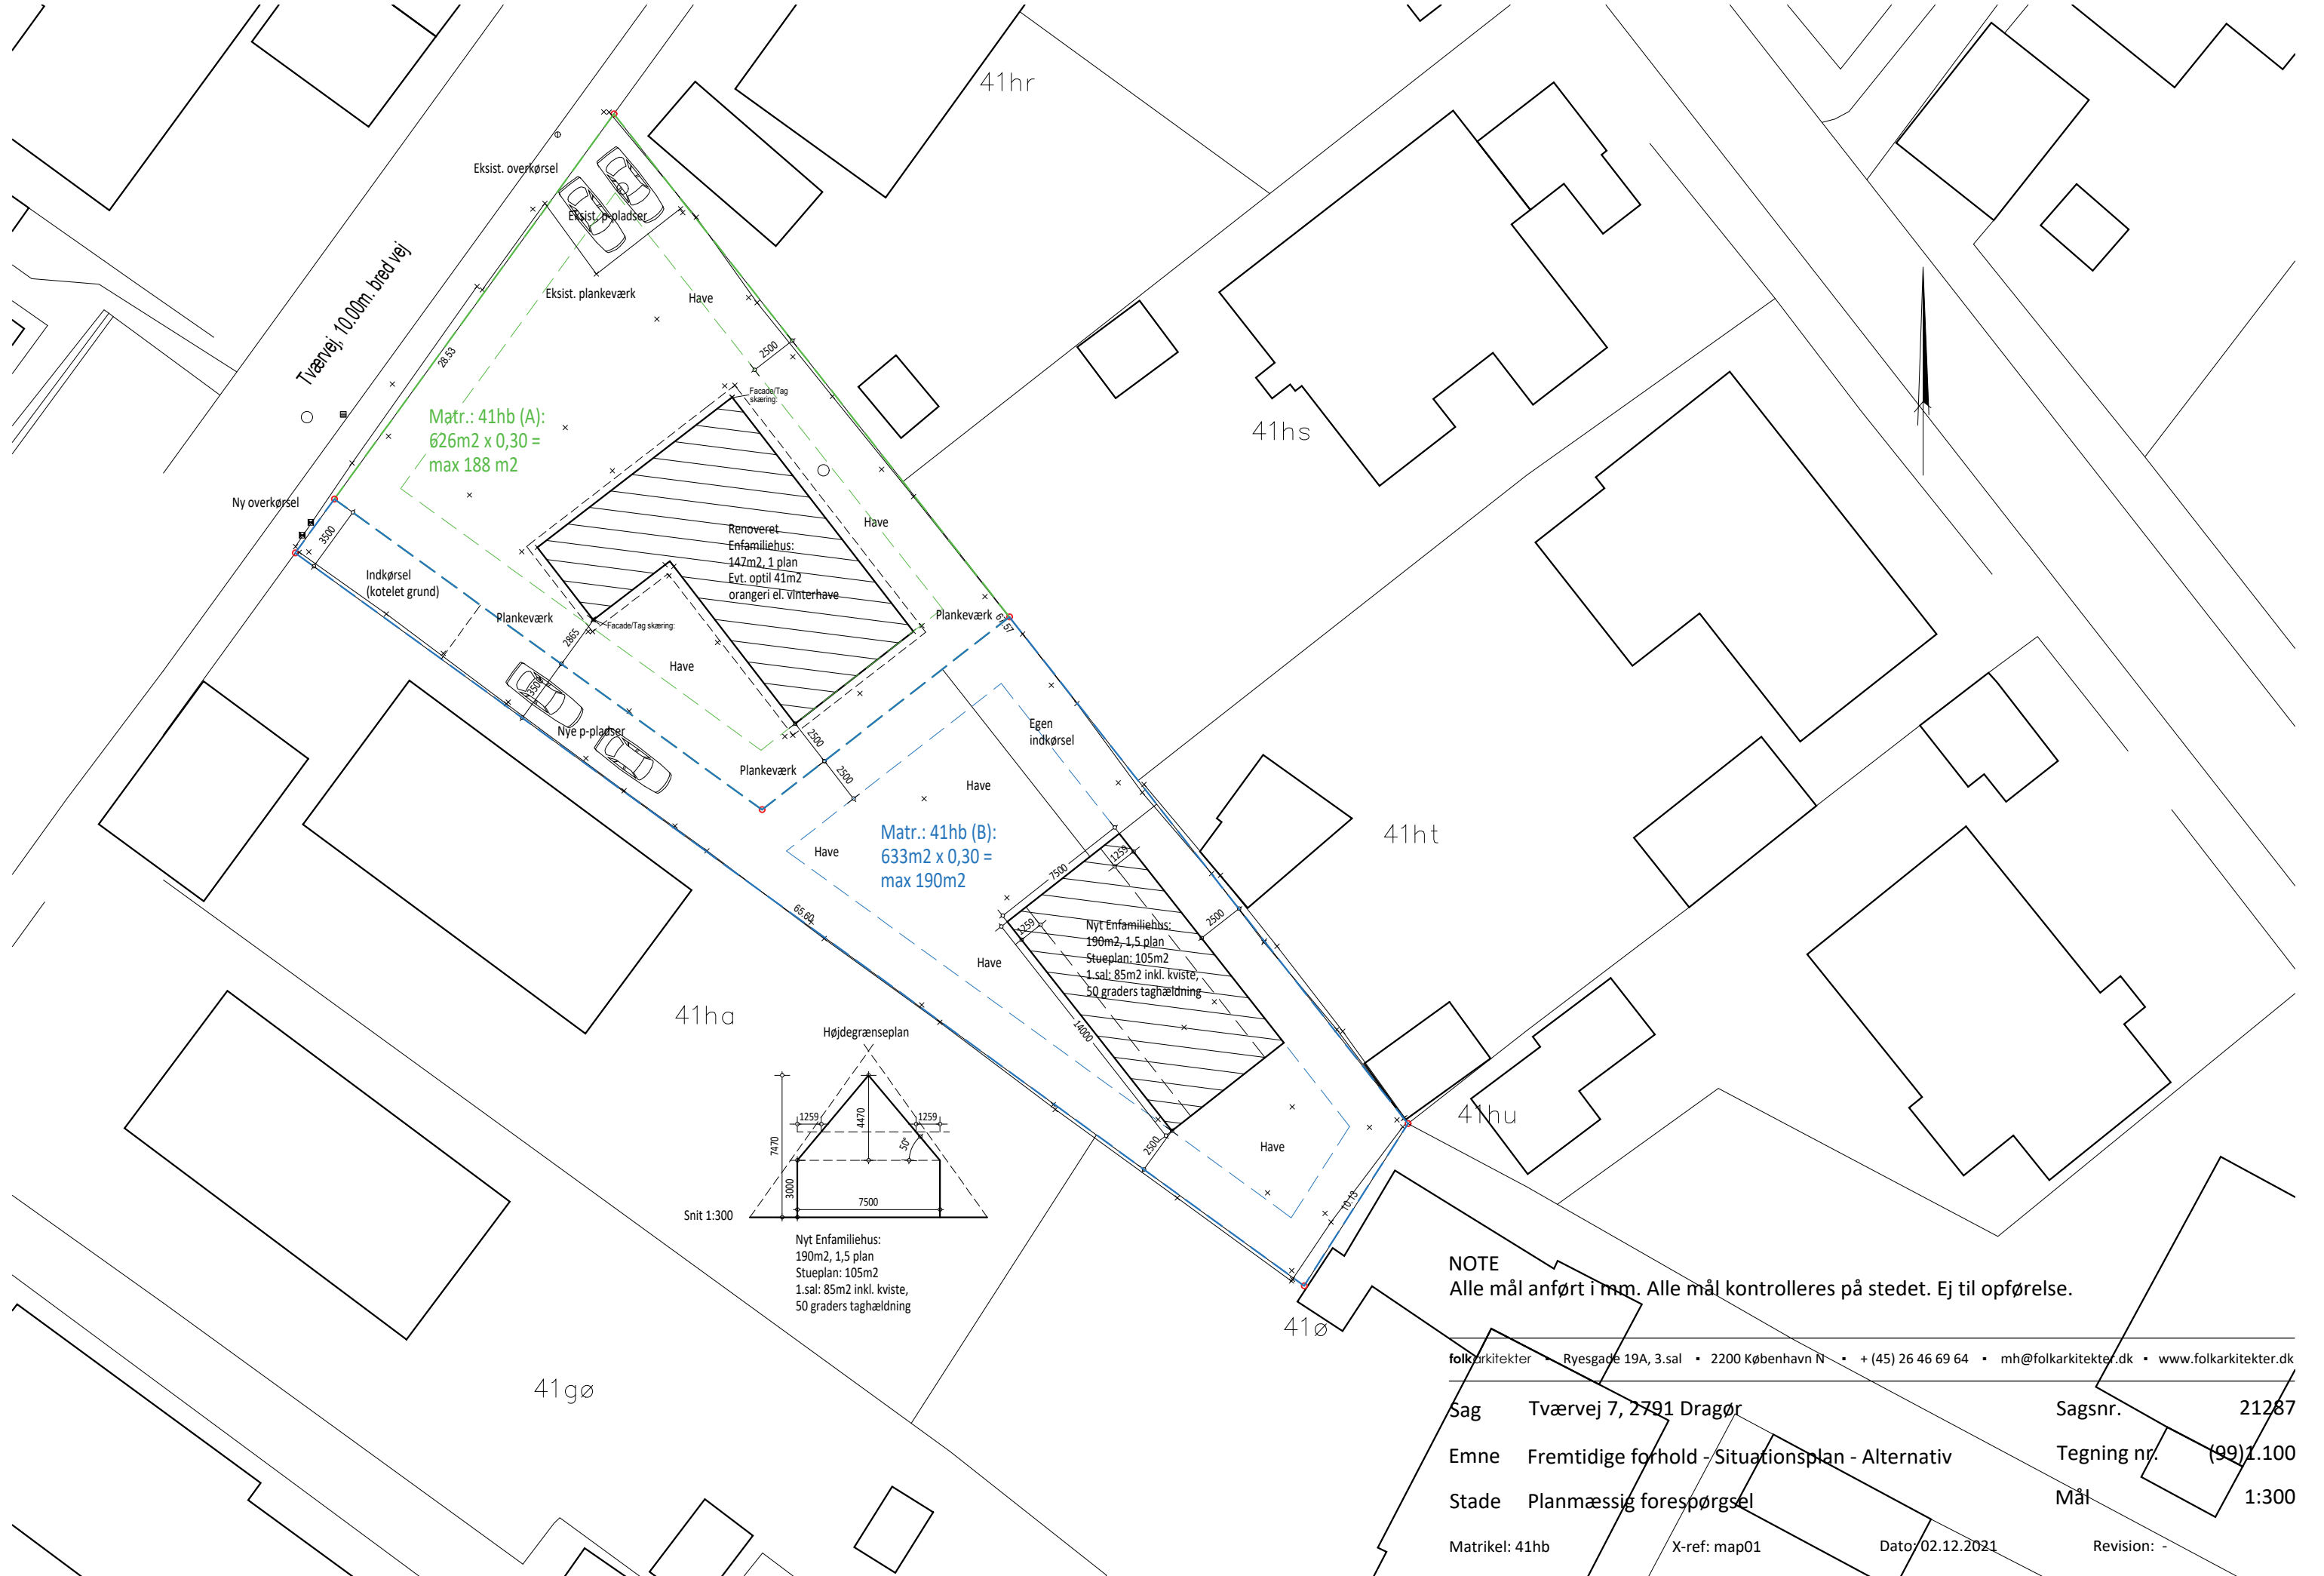 41hr
Eksist. overkørsel
Eksist. p-pladser
Eksist. plankeværk
Have
Tværvej, 10.00m. bred vej
28.53
2500
Facade/Tag
skæring:
Matr.: 41hb (A):
626m2 x 0,30 =
max 188 m2
41hs
Ny overkørsel
3500
Have
Renoveret
Enfamiliehus:
147m2, 1 plan
Evt. optil 41m2
orangeri el. vinterhave
Indkørsel
(kotelet grund)
Plankeværk
Facade/Tag skæring:
2865
Plankeværk
Have
3500
Nye p-pladser
2500
Plankeværk
2500
Egen
indkørsel
Have
Matr.: 41hb (B):
633m2 x 0,30 =
max 190m2
Have
41ht
7500
1259
1259
2500
65.60
Nyt Enfamiliehus:
190m2, 1,5 plan
Stueplan: 105m2
1.sal: 85m2 inkl. kviste,
50 graders taghældning
Have
14000
41ha
Højdegrænseplan
1259
1259
4470
7470
50°
3000
7500
Snit 1:300
2500
Have
41hu
10.13
Nyt Enfamiliehus:
190m2, 1,5 plan
Stueplan: 105m2
1.sal: 85m2 inkl. kviste,
50 graders taghældning
41ø
41gø
NOTE
Alle mål anført i mm. Alle mål kontrolleres på stedet. Ej til opførelse.
folkarkitekter ▪ Ryesgade 19A, 3.sal ▪ 2200 København N ▪ + (45) 26 46 69 64 ▪ mh@folkarkitekter.dk ▪ www.folkarkitekter.dk
Sag Tværvej 7, 2791 Dragør Sagsnr. 21287
Emne Fremtidige forhold - Situationsplan - Alternativ Tegning nr. (99)1.100
Stade Planmæssig forespørgsel Mål 1:300
Matrikel: 41hb X-ref: map01 Dato: 02.12.2021 Revision: -